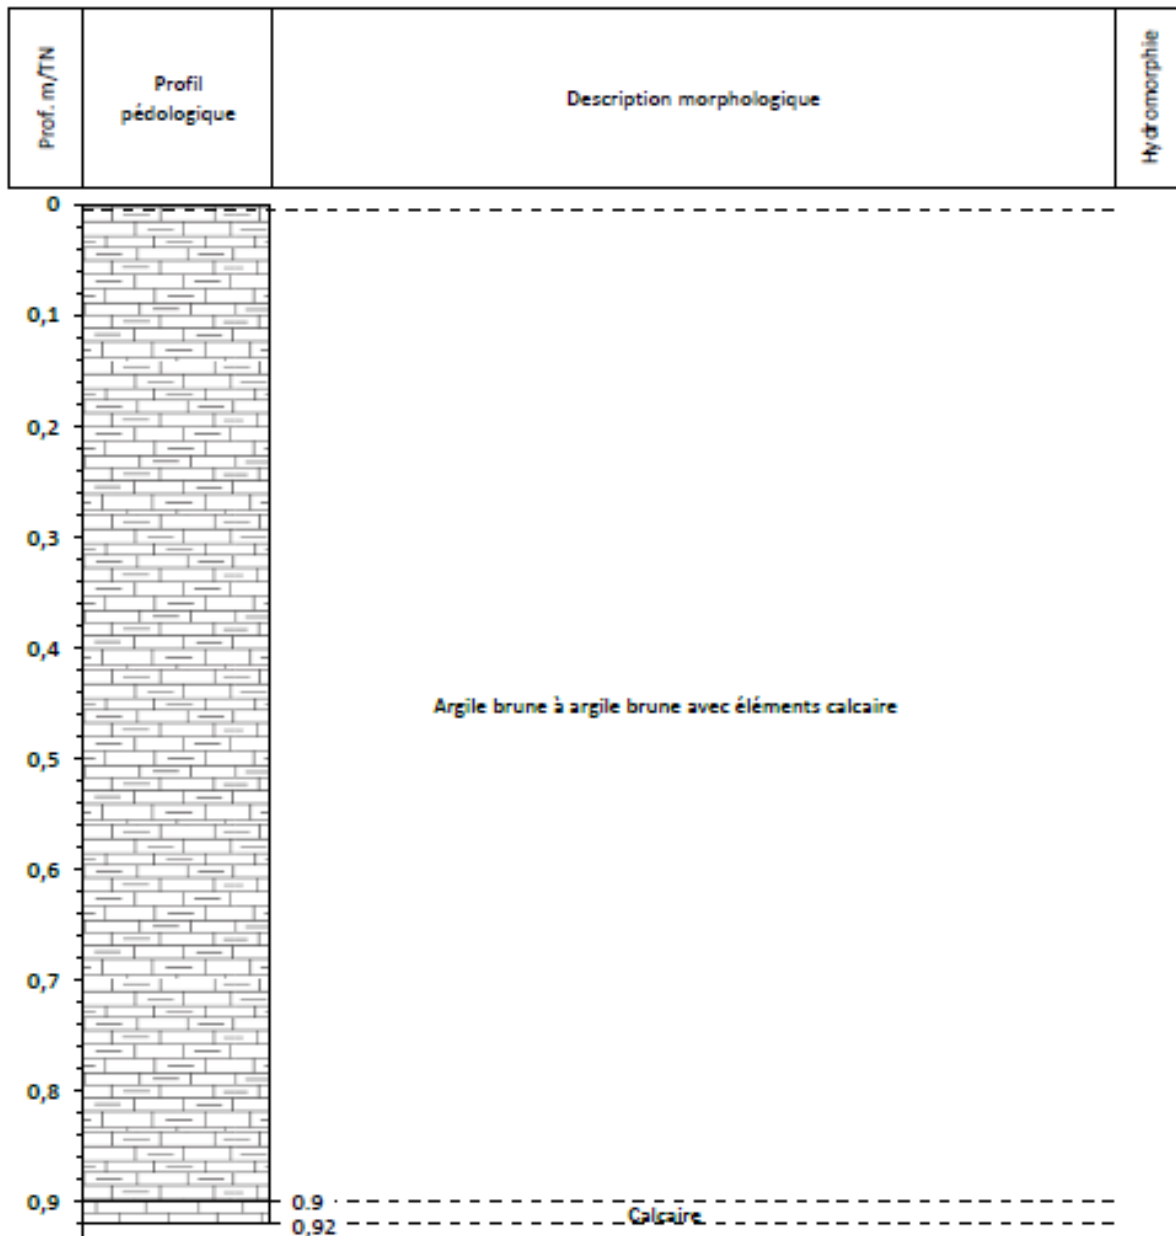 Prof. m/TN
Profil
pédologique
Description morphologique
Hydromorphie
0
0,1
0,2
0,3
0,4
Argile brune à argile brune avec éléments calcaire
0,5
0,6
0,7
0,8
0,9
0.9
Calcaire
0,92